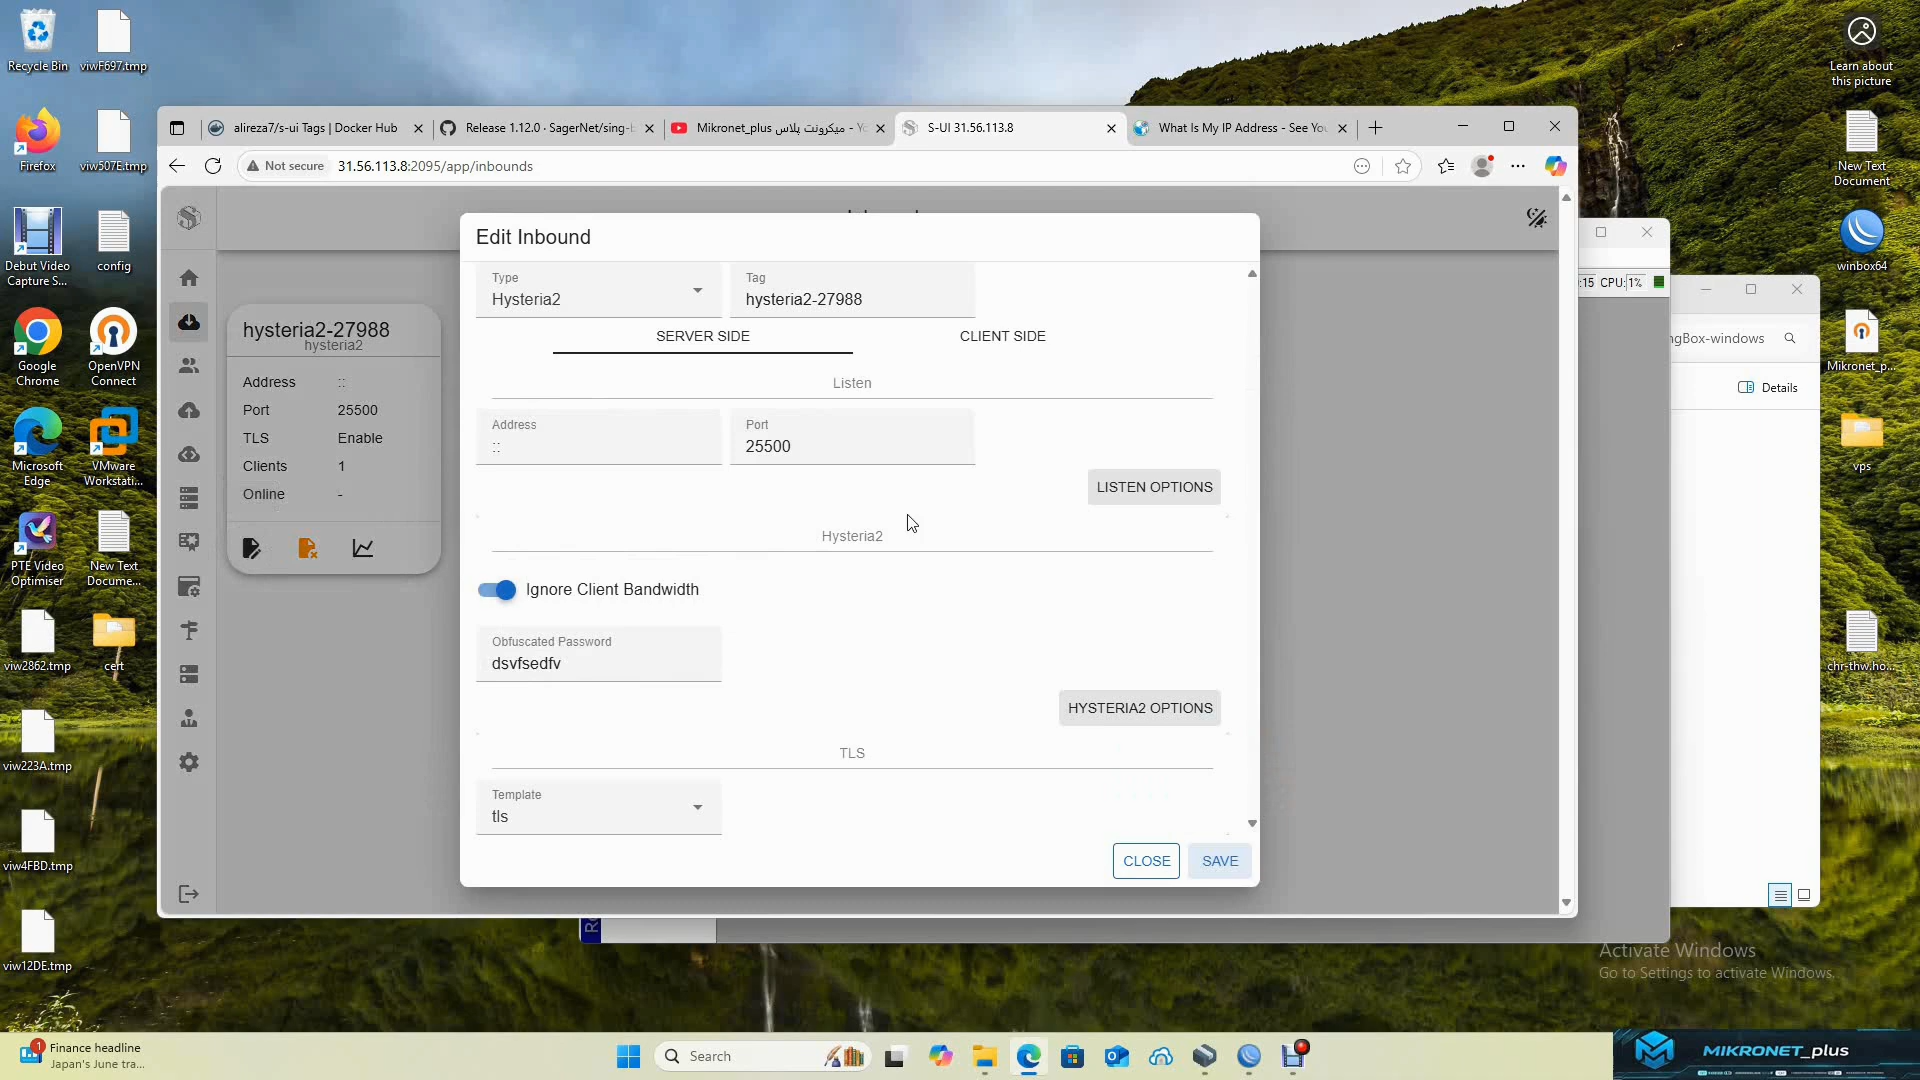 Recycle Bin
viwF697.tmp
Firefox
viw507E.tmp
Debut Video
Capture S...
config
Google
Chrome
OpenVPN
Connect
Microsoft
Edge
VMware
Workstati...
PTE Video
Optimiser
New Text
Docume...
viw2862.tmp
cert
viw223A.tmp
viw4FBD.tmp
viw12DE.tmp
alireza7/s-ui Tags | Docker Hub
Release 1.12.0 · SagerNet/sing-b
Mikronet_plus میکرونت پلاس - Yo
S-UI 31.56.113.8
What Is My IP Address - See You
Not secure
31.56.113.8:2095/app/inbounds
hysteria2-27988
hysteria2
Address ::
Port 25500
TLS Enable
Clients 1
Online -
Edit Inbound
Type
Hysteria2
Tag
hysteria2-27988
SERVER SIDE
CLIENT SIDE
Listen
Address
::
Port
25500
LISTEN OPTIONS
Hysteria2
Ignore Client Bandwidth
Obfuscated Password
dsvfsedfv
HYSTERIA2 OPTIONS
TLS
Template
tls
CLOSE
SAVE
:15 CPU: 1%
ngBox-windows
Details
Learn about
this picture
New Text
Document
winbox64
Mikronet_p...
vps
chr-thw.ho...
Activate Windows
Go to Settings to activate Windows.
1
Finance headline
Japan's June tra...
Search
MIKRONET_plus